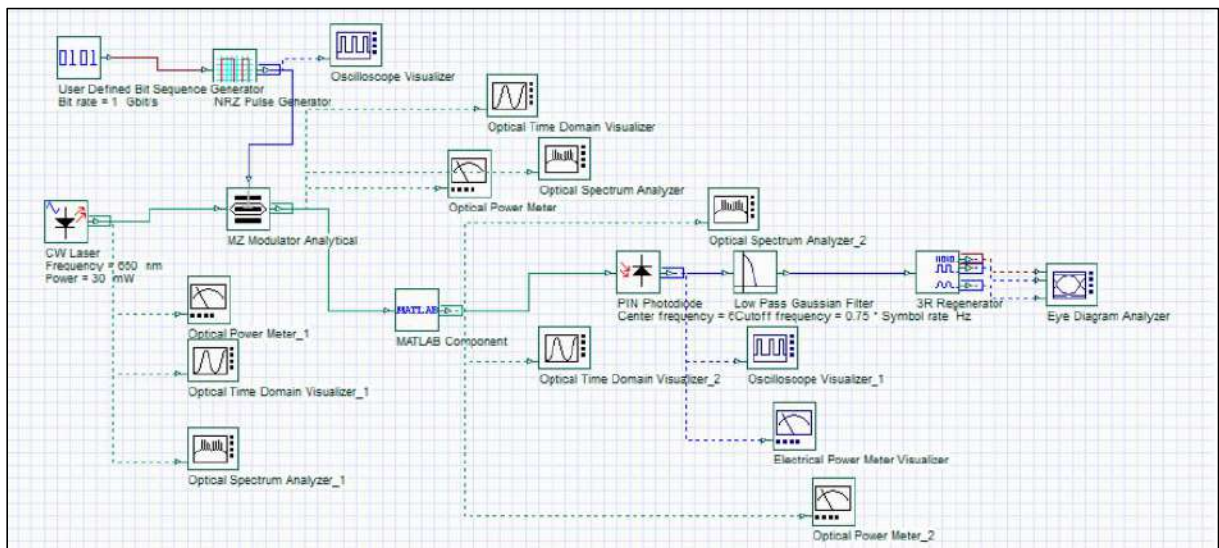 0101
User Defined Bit Sequence Generator
Bit rate = 1 Gbit/s
NRZ Pulse Generator
Oscilloscope Visualizer
Optical Time Domain Visualizer
Optical Spectrum Analyzer
Optical Power Meter
MZ Modulator Analytical
CW Laser
Frequency = 650 nm
Power = 30 mW
Optical Spectrum Analyzer_2
PIN Photodiode
Center frequency = 6
Low Pass Gaussian Filter
Cutoff frequency = 0.75 * Symbol rate Hz
3R Regenerator
Eye Diagram Analyzer
MATLAB
MATLAB Component
Optical Power Meter_1
Optical Time Domain Visualizer_1
Optical Time Domain Visualizer_2
Oscilloscope Visualizer_1
Electrical Power Meter Visualizer
Optical Spectrum Analyzer_1
Optical Power Meter_2